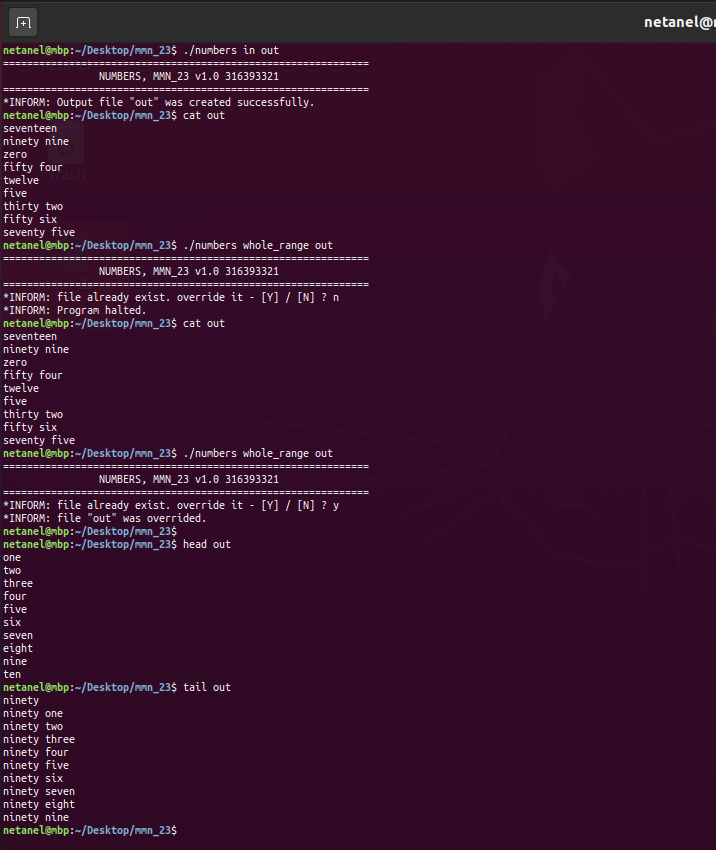 netanel@
netanel@mbp:~/Desktop/mmn_23$ ./numbers in out
=============================================================
NUMBERS, MMN_23 v1.0 316393321
=============================================================
*INFORM: Output file "out" was created successfully.
netanel@mbp:~/Desktop/mmn_23$ cat out
seventeen
ninety nine
zero
fifty four
twelve
five
thirty two
fifty six
seventy five
netanel@mbp:~/Desktop/mmn_23$ ./numbers whole_range out
=============================================================
NUMBERS, MMN_23 v1.0 316393321
=============================================================
*INFORM: file already exist. override it - [Y] / [N] ? n
*INFORM: Program halted.
netanel@mbp:~/Desktop/mmn_23$ cat out
seventeen
ninety nine
zero
fifty four
twelve
five
thirty two
fifty six
seventy five
netanel@mbp:~/Desktop/mmn_23$ ./numbers whole_range out
=============================================================
NUMBERS, MMN_23 v1.0 316393321
=============================================================
*INFORM: file already exist. override it - [Y] / [N] ? y
*INFORM: file "out" was overrided.
netanel@mbp:~/Desktop/mmn_23$
netanel@mbp:~/Desktop/mmn_23$ head out
one
two
three
four
five
six
seven
eight
nine
ten
netanel@mbp:~/Desktop/mmn_23$ tail out
ninety
ninety one
ninety two
ninety three
ninety four
ninety five
ninety six
ninety seven
ninety eight
ninety nine
netanel@mbp:~/Desktop/mmn_23$